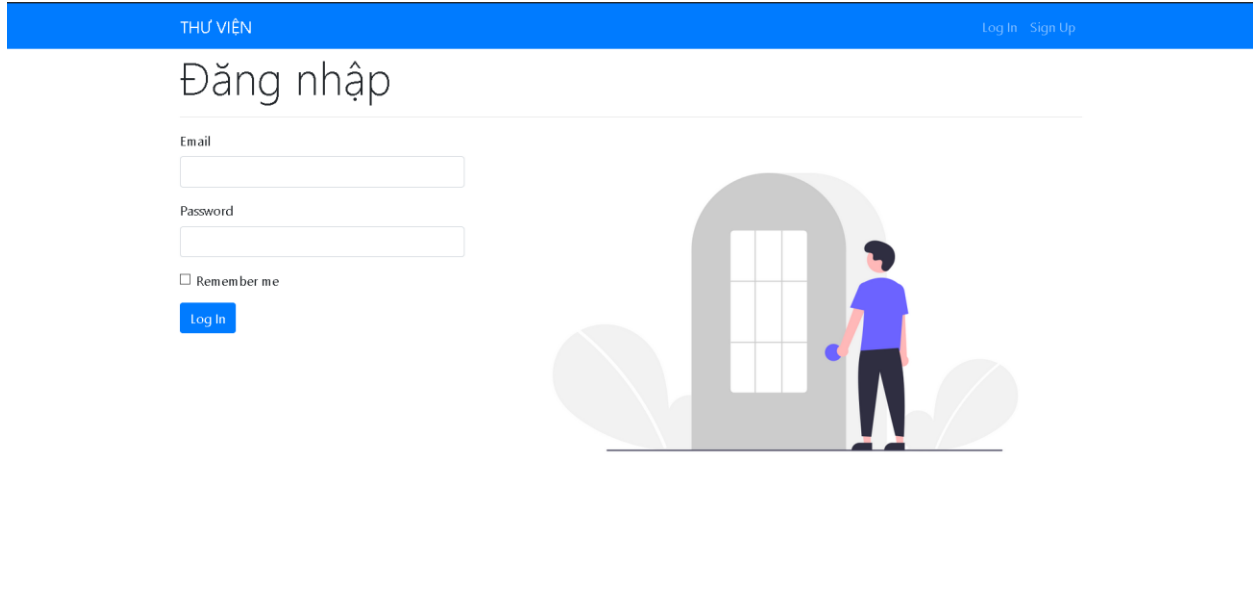 THƯ VIỆN
Log In Sign Up
Đăng nhập
Email
Password
Remember me
Log In